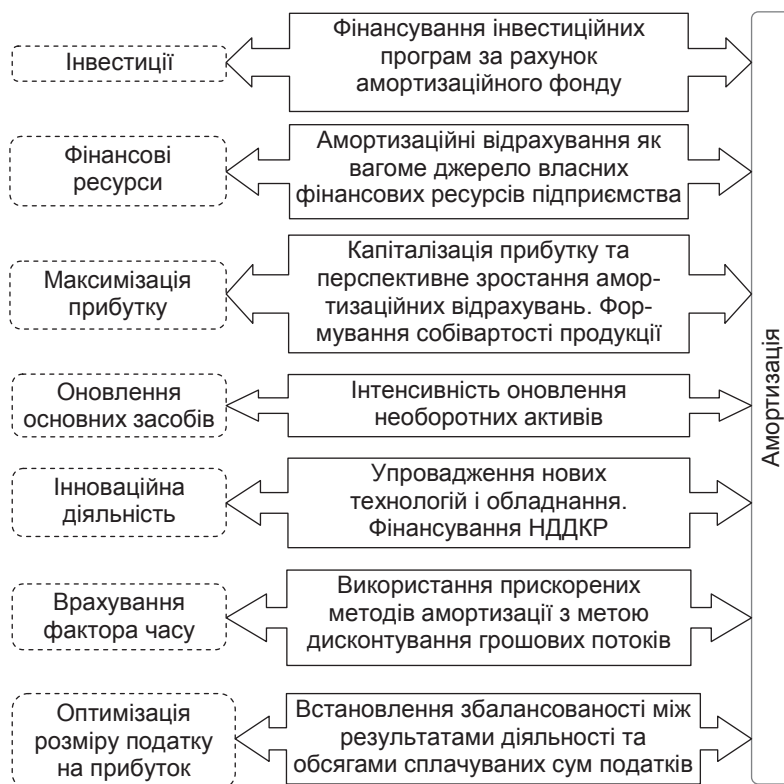 Інвестиції
Фінансування інвестиційних
програм за рахунок
амортизаційного фонду
Фінансові
ресурси
Амортизаційні відрахування як
вагоме джерело власних
фінансових ресурсів підприємства
Максимізація
прибутку
Капіталізація прибутку та
перспективне зростання амор-
тизаційних відрахувань. Фор-
мування собівартості продукції
Оновлення
основних засобів
Інтенсивність оновлення
необоротних активів
Інноваційна
діяльність
Упровадження нових
технологій і обладнання.
Фінансування НДДКР
Врахування
фактора часу
Використання прискорених
методів амортизації з метою
дисконтування грошових потоків
Оптимізація
розміру податку
на прибуток
Встановлення збалансованості між
результатами діяльності та
обсягами сплачуваних сум податків
Амортизація